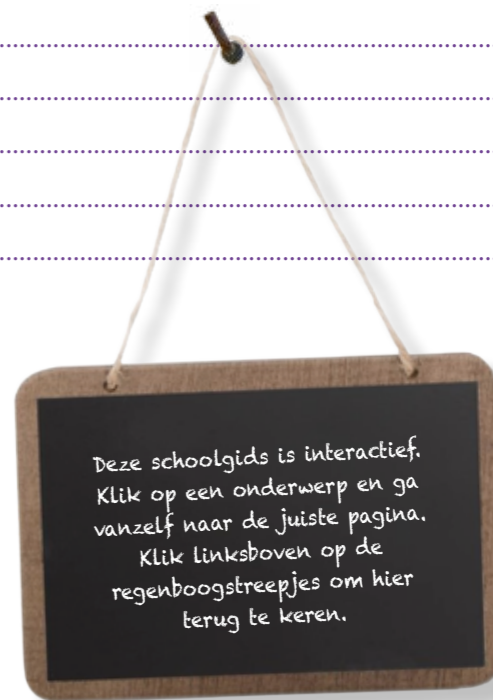 Deze schoolgids is interactief.
Klik op een onderwerp en ga
vanzelf naar de juiste pagina.
Klik linksboven op de
regenboogstreepjes om hier
terug te keren.